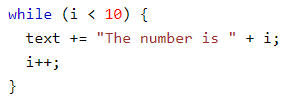 while (i < 10) {
  text += "The number is " + i;
  i++;
}